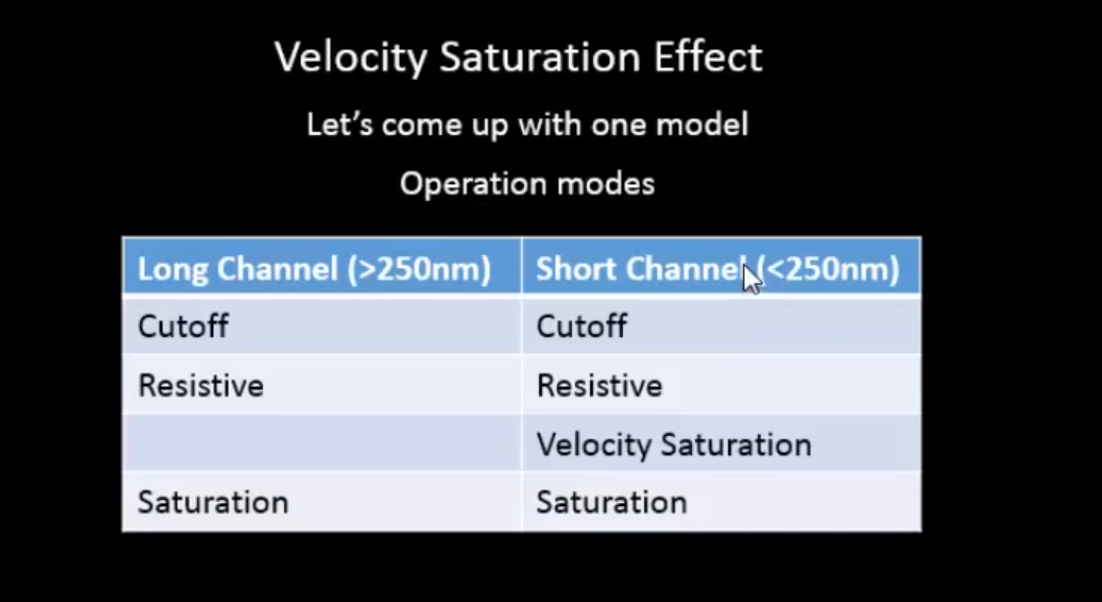 Velocity Saturation Effect
Let's come up with one model
Operation modes
Long Channel (>250nm) Short Channel (<250nm)
Cutoff Cutoff
Resistive Resistive
Velocity Saturation
Saturation Saturation